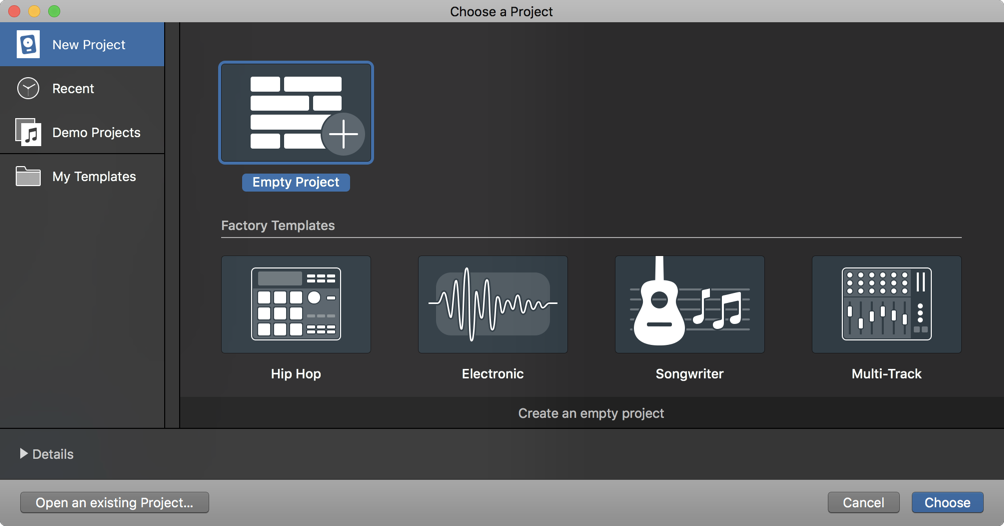 Choose a Project
New Project
Recent
Demo Projects
My Templates
Empty Project
Factory Templates
Hip Hop
Electronic
Songwriter
Multi-Track
Create an empty project
Details
Open an existing Project...
Cancel
Choose